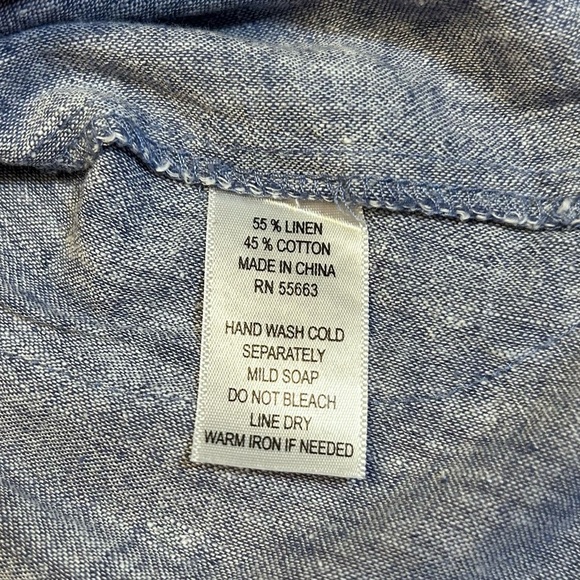 55 % LINEN
45 % COTTON
MADE IN CHINA
RN 55663
HAND WASH COLD
SEPARATELY
MILD SOAP
DO NOT BLEACH
LINE DRY
WARM IRON IF NEEDED